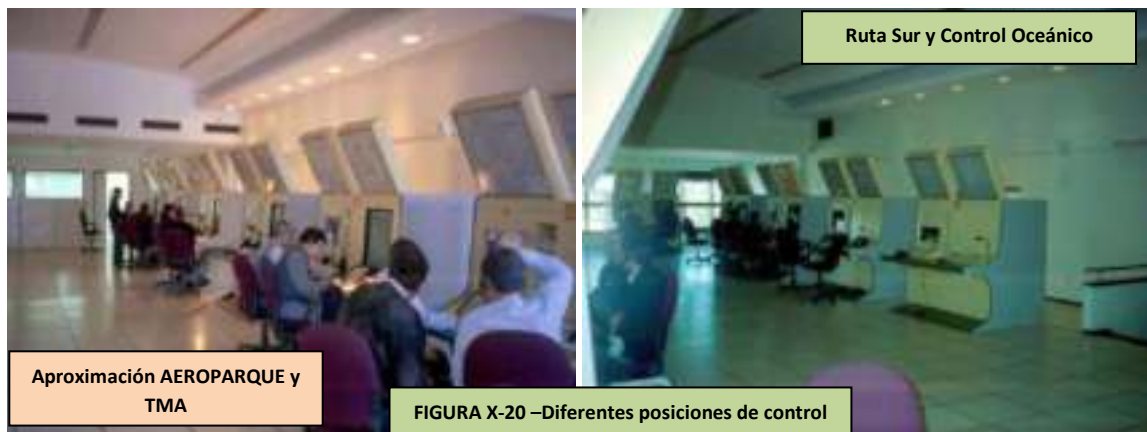 Ruta Sur y Control Oceánico
Aproximación AEROPARQUE y
TMA
FIGURA X-20 –Diferentes posiciones de control